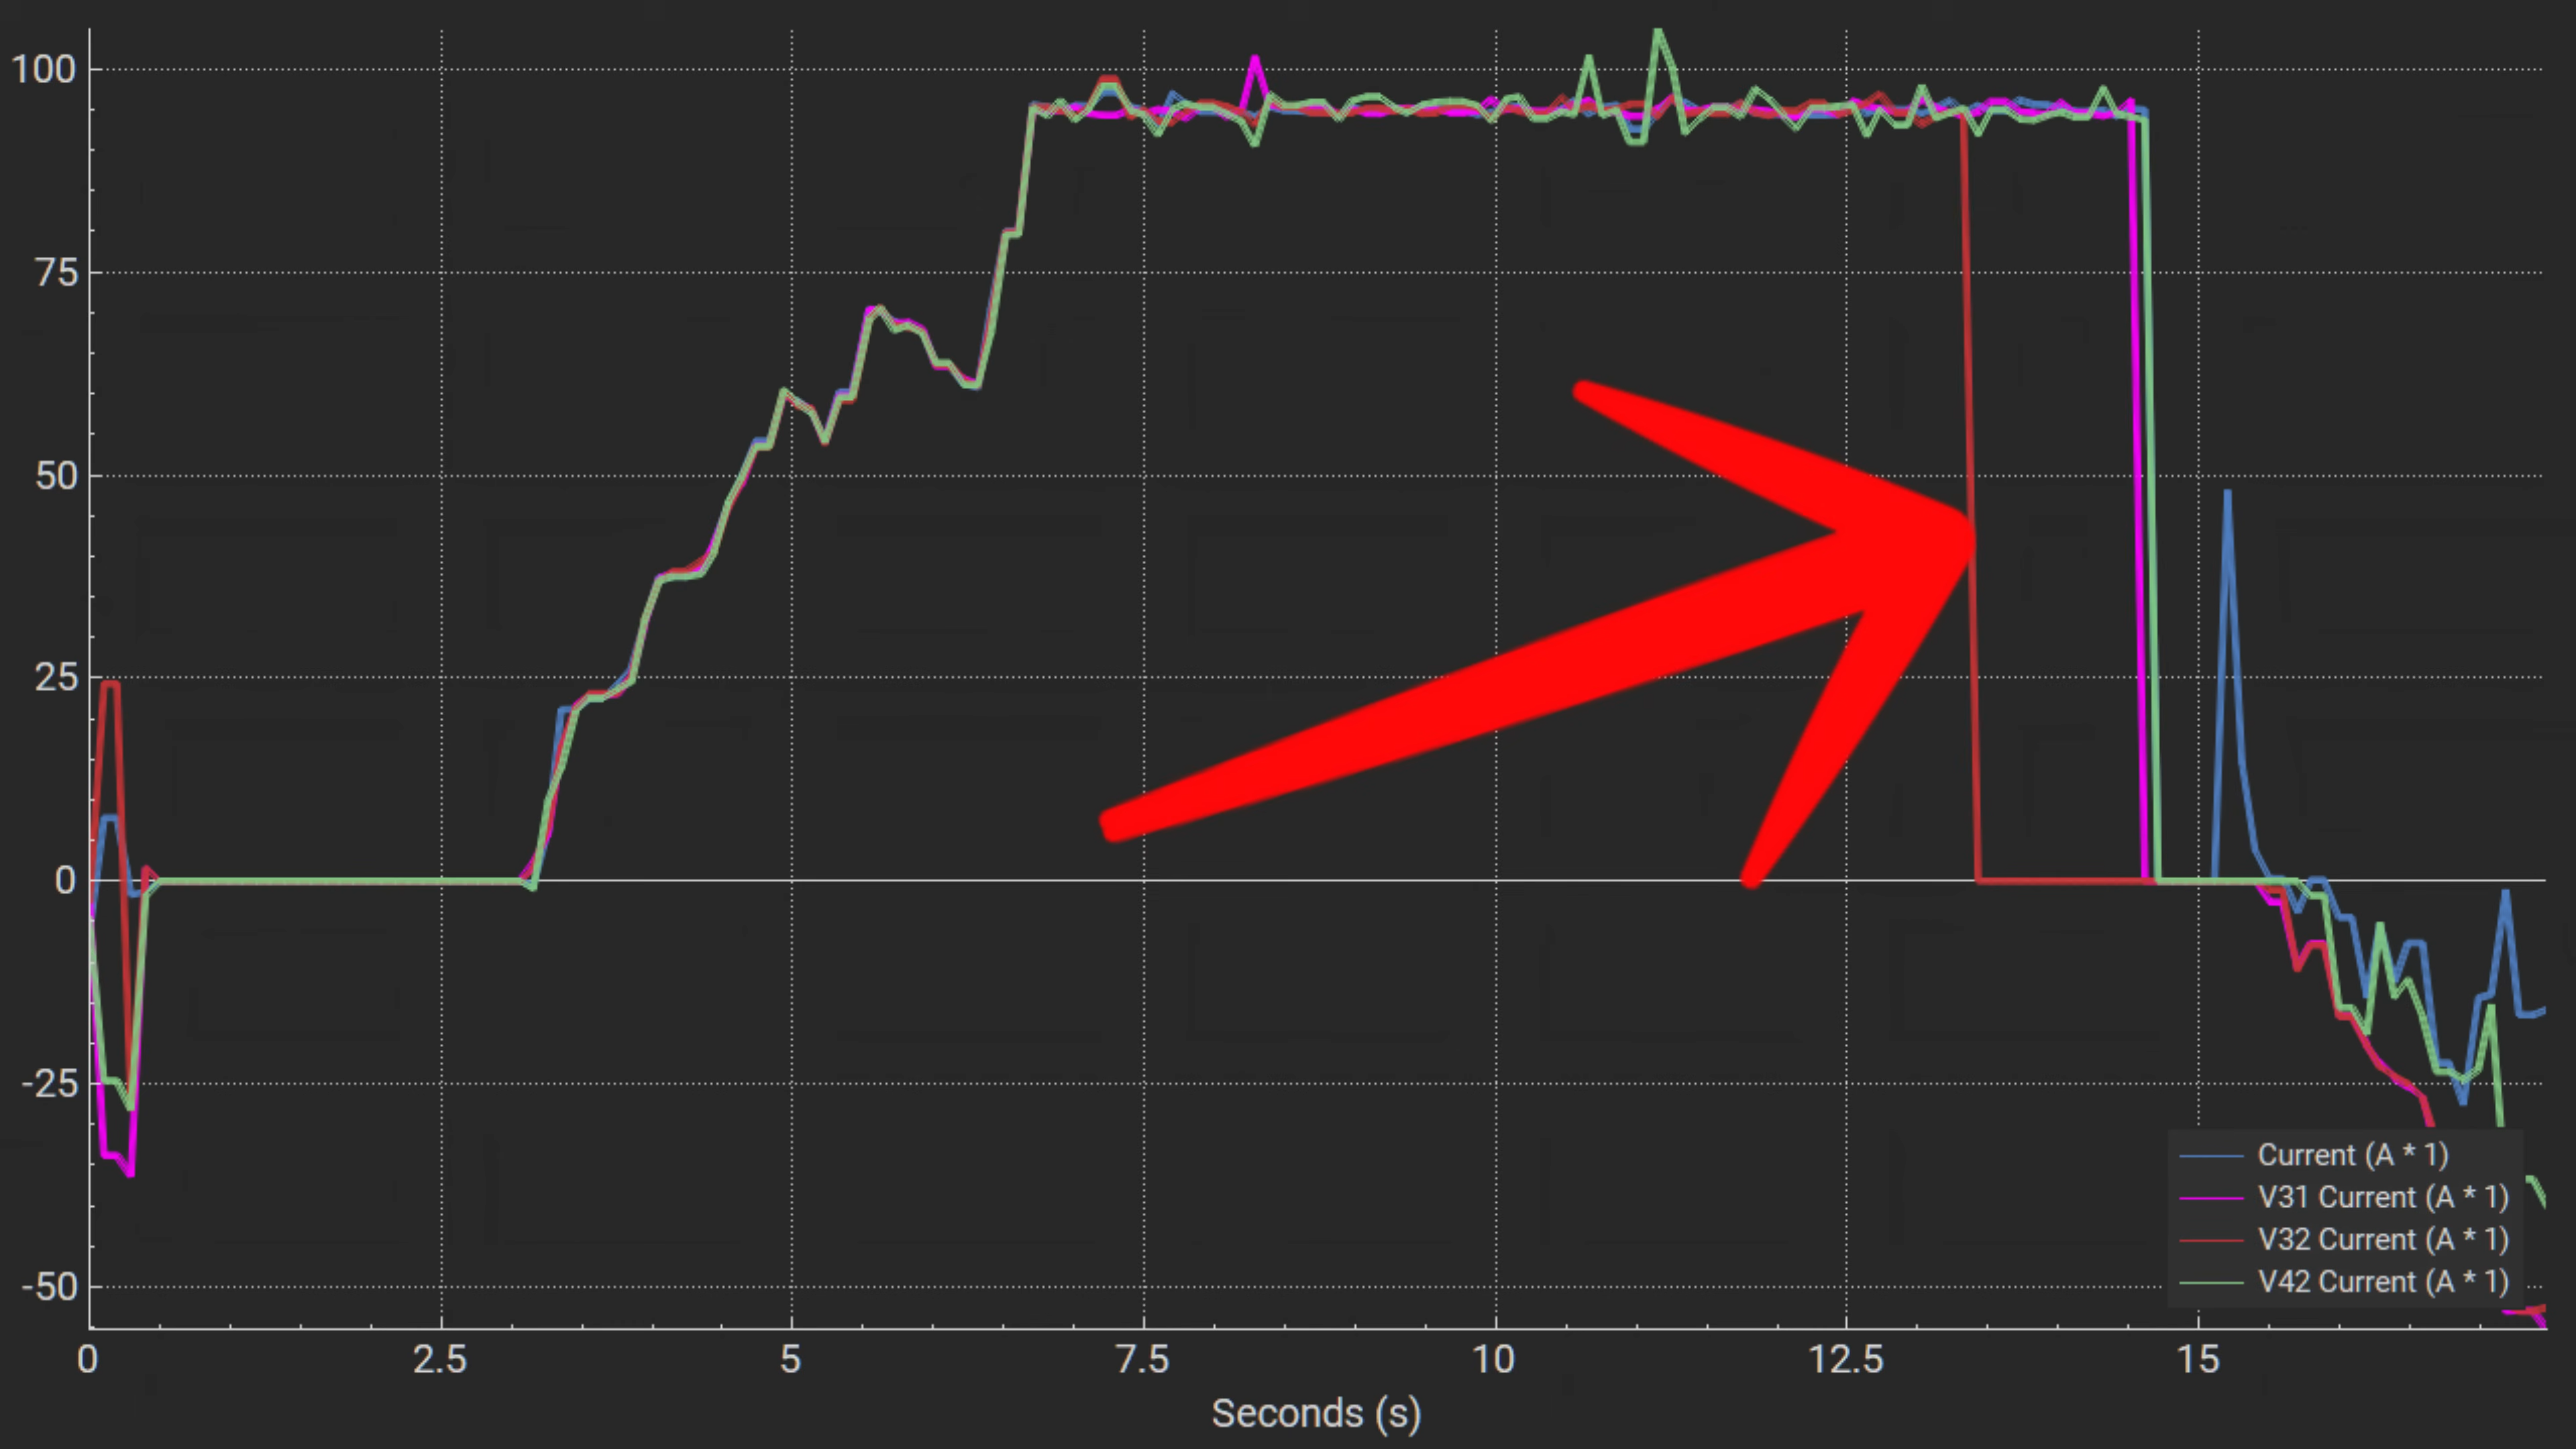 100
75
50
25
0
-25
-50
0 2.5 5 7.5 10 12.5 15
Seconds (s)
Current (A * 1)
V31 Current (A * 1)
V32 Current (A * 1)
V42 Current (A * 1)